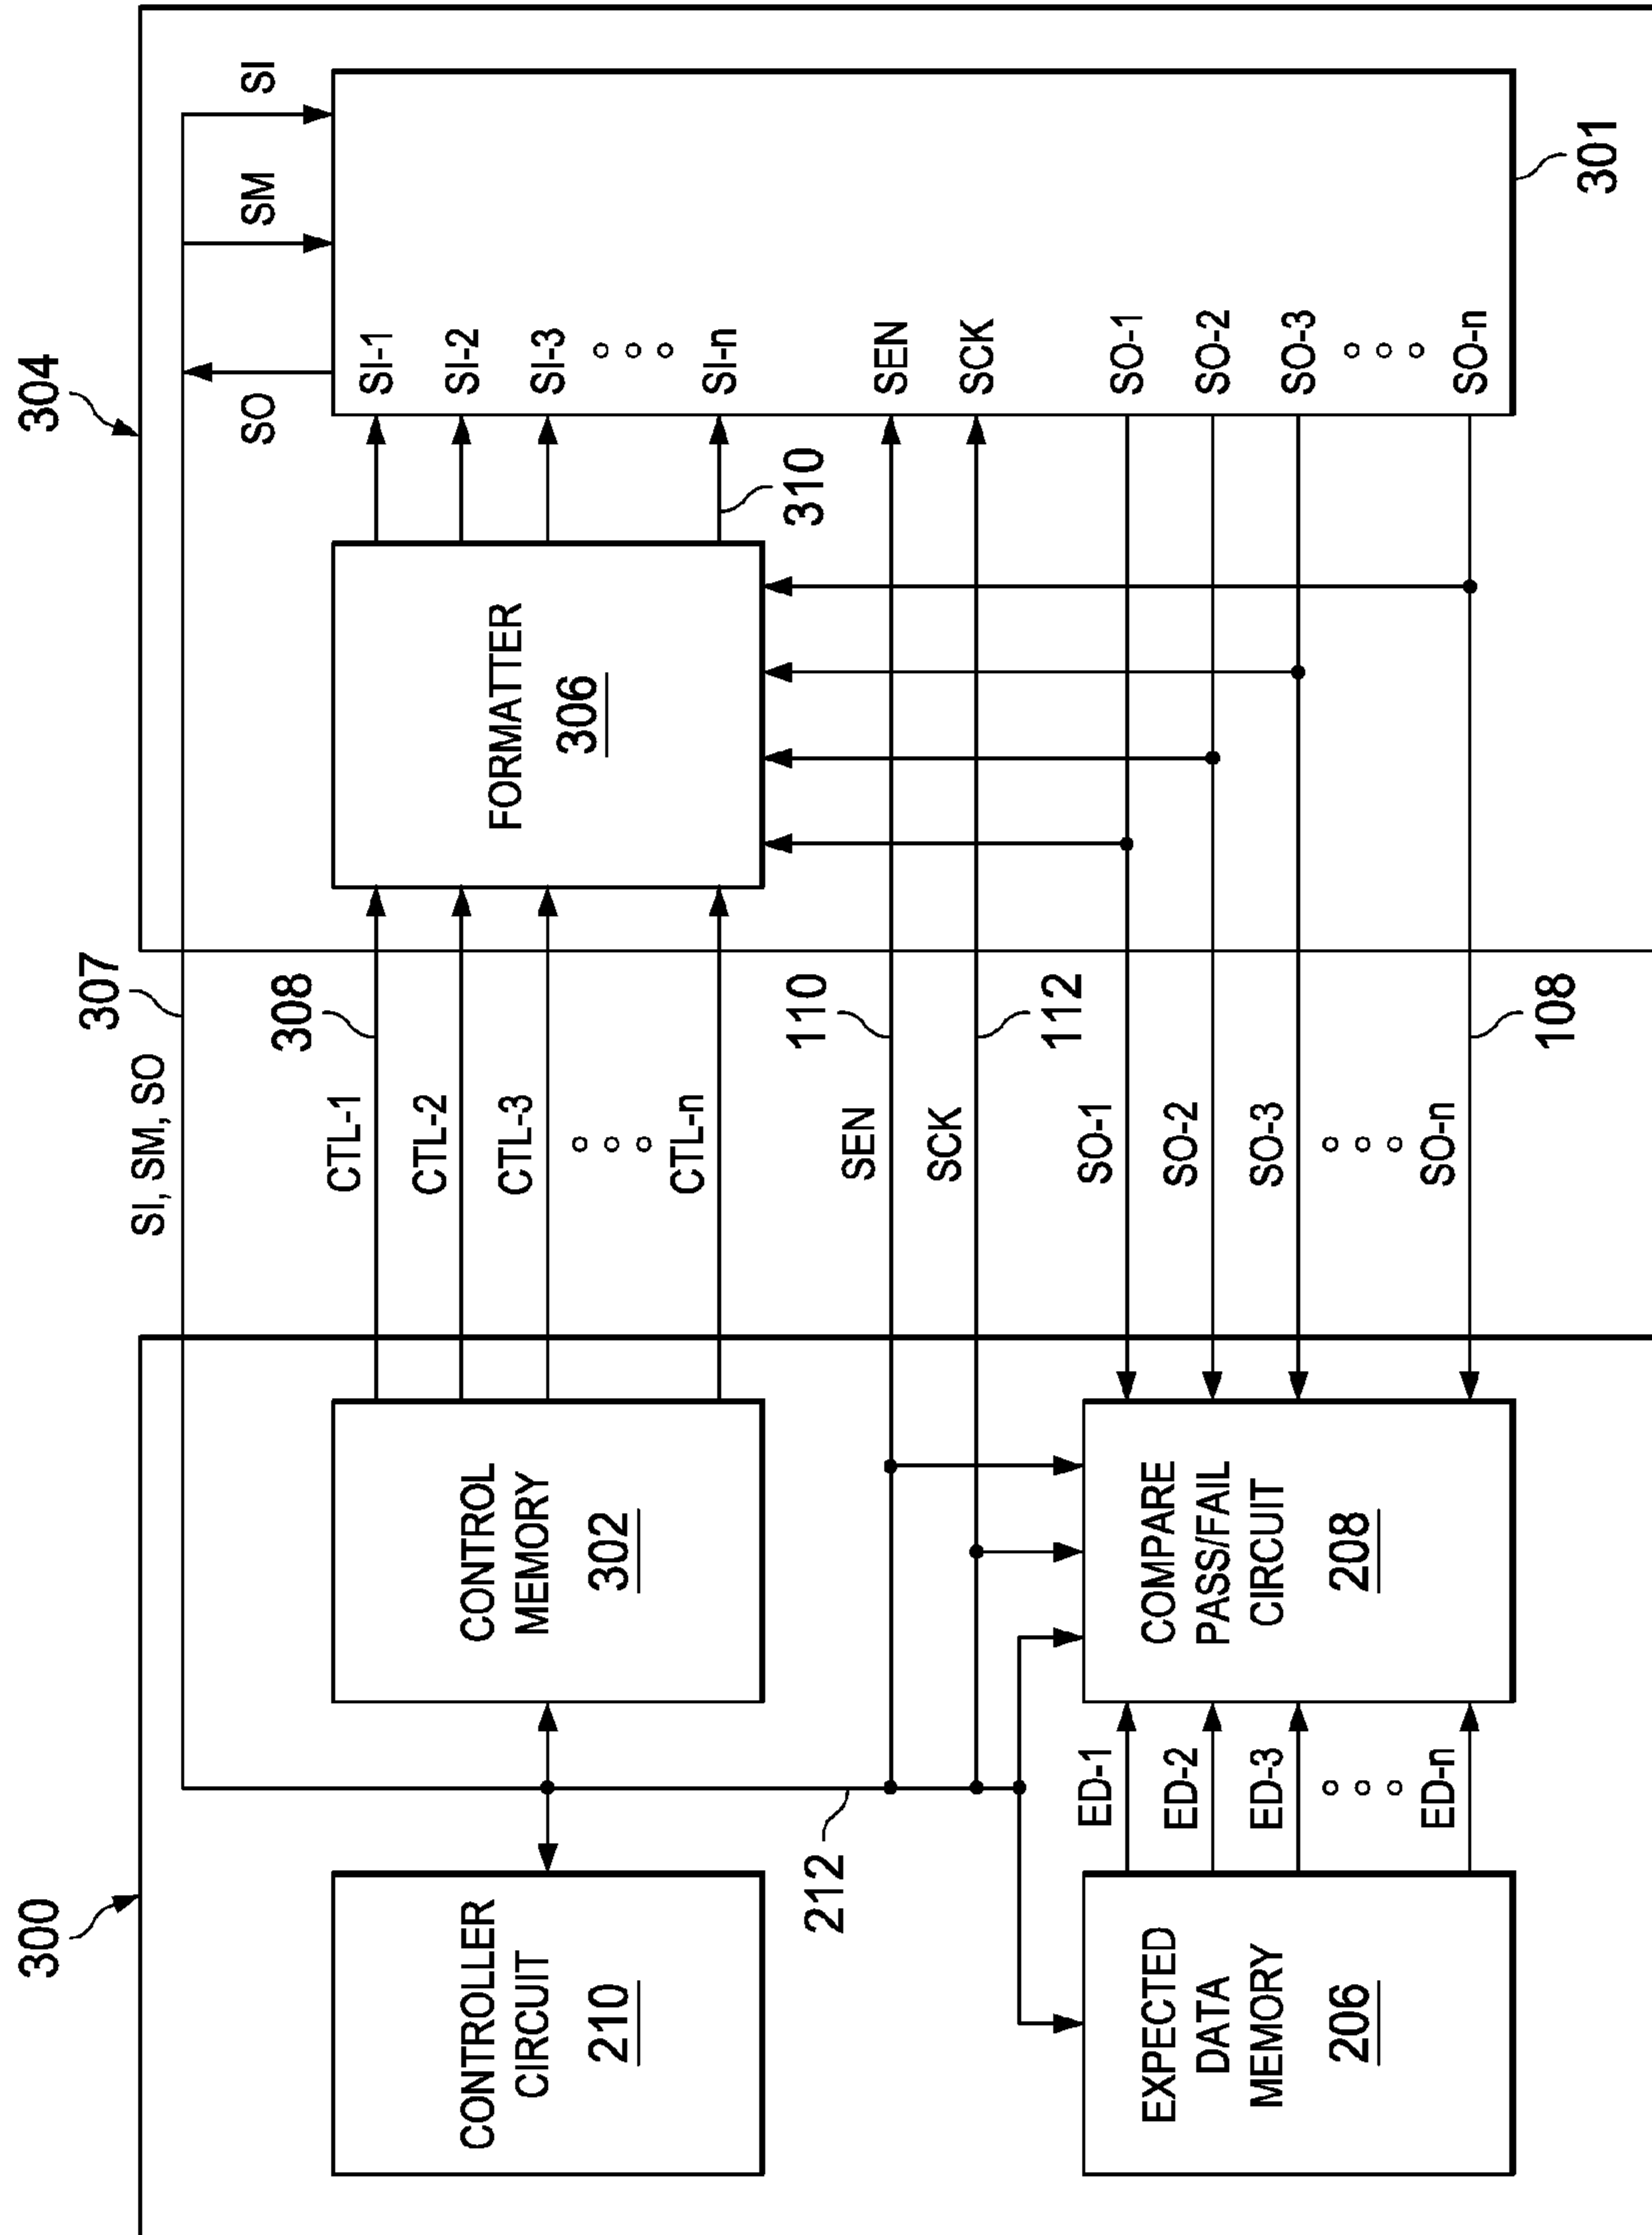 300
304
SI, SM, SO
307
SO
SM
SI
CONTROLLER
CIRCUIT
210
CONTROL
MEMORY
302
CTL-1
CTL-2
CTL-3
CTL-n
308
FORMATTER
306
310
SI-1
SI-2
SI-3
SI-n
SEN
SCK
SO-1
SO-2
SO-3
SO-n
301
212
SEN
110
SCK
112
EXPECTED
DATA
MEMORY
206
ED-1
ED-2
ED-3
ED-n
COMPARE
PASS/FAIL
CIRCUIT
208
SO-1
SO-2
SO-3
SO-n
108